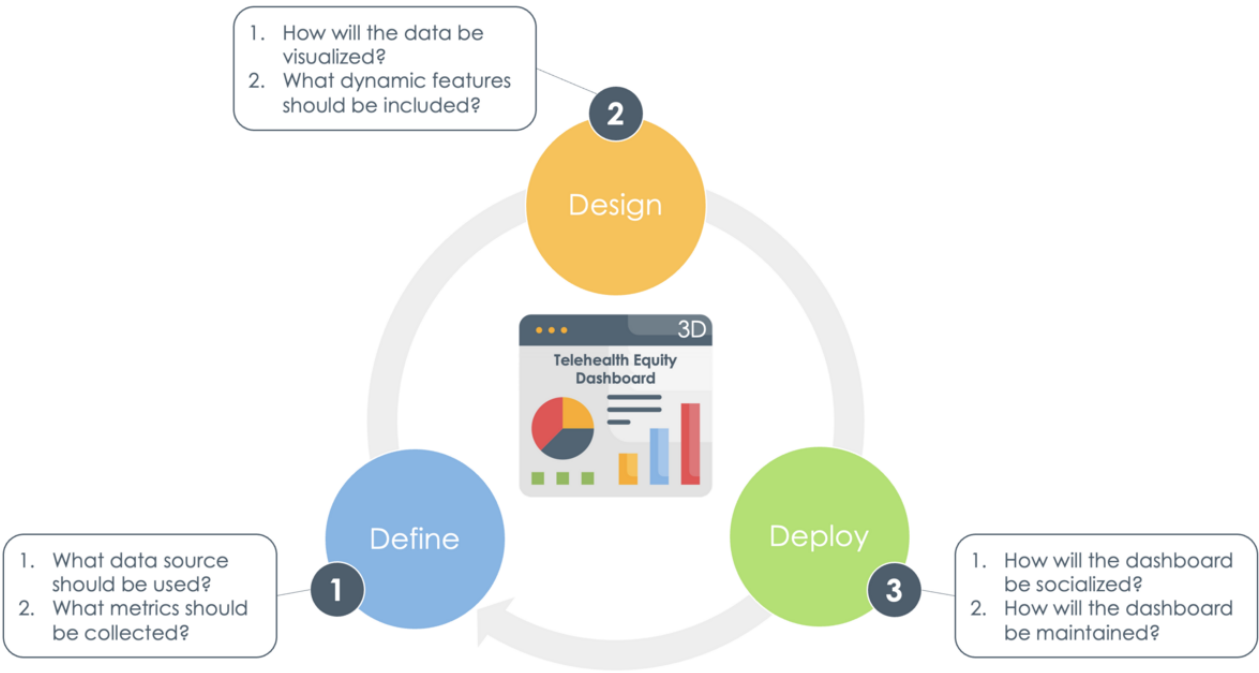 1. How will the data be
visualized?
2. What dynamic features
should be included?
2
Design
3D
Telehealth Equity
Dashboard
Define
1
1. What data source
should be used?
2. What metrics should
be collected?
Deploy
3
1. How will the dashboard
be socialized?
2. How will the dashboard
be maintained?